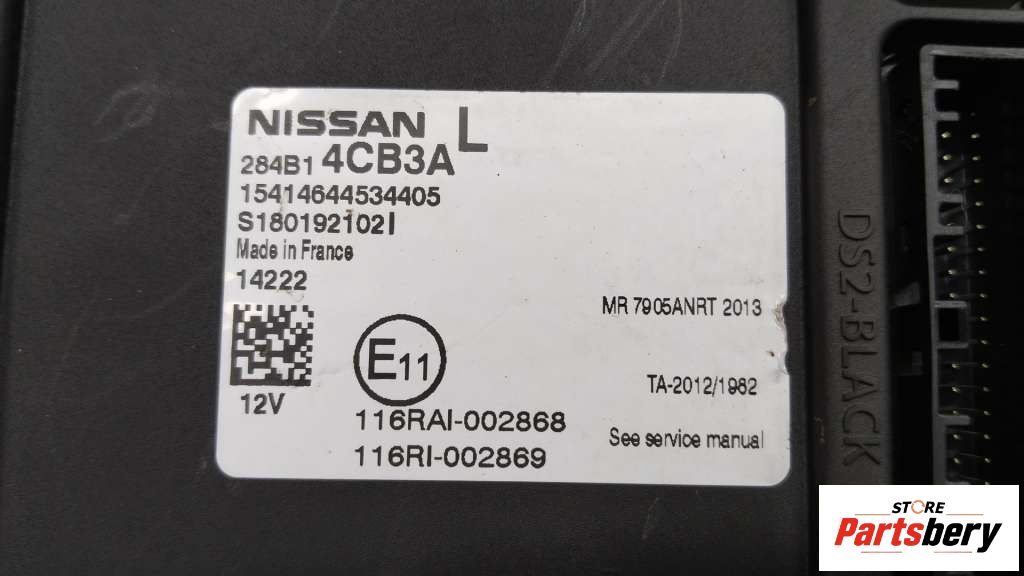 NISSAN L
284B1 4CB3A
15414644534405
S180192102I
Made in France
14222
MR 7905ANRT 2013
E11
TA-2012/1982
12V
116RAI-002868
See service manual
116RI-002869
DS2-BLACK
STORE
Partsbery